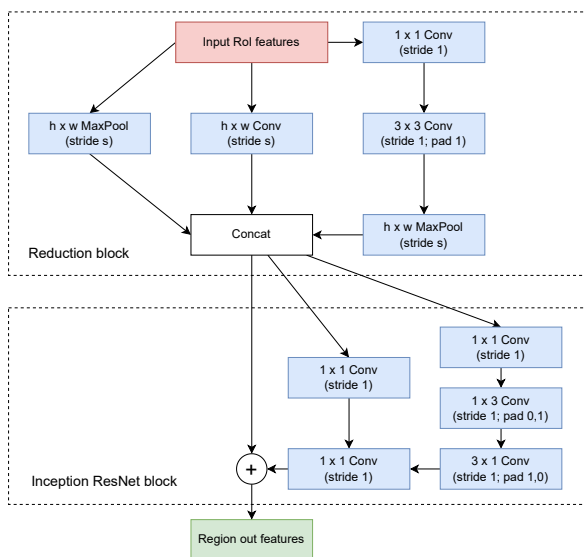 Input RoI features
1 x 1 Conv
(stride 1)
h x w MaxPool
(stride s)
h x w Conv
(stride s)
3 x 3 Conv
(stride 1; pad 1)
Concat
h x w MaxPool
(stride s)
Reduction block
1 x 1 Conv
(stride 1)
1 x 1 Conv
(stride 1)
1 x 3 Conv
(stride 1; pad 0,1)
+
1 x 1 Conv
(stride 1)
3 x 1 Conv
(stride 1; pad 1,0)
Inception ResNet block
Region out features